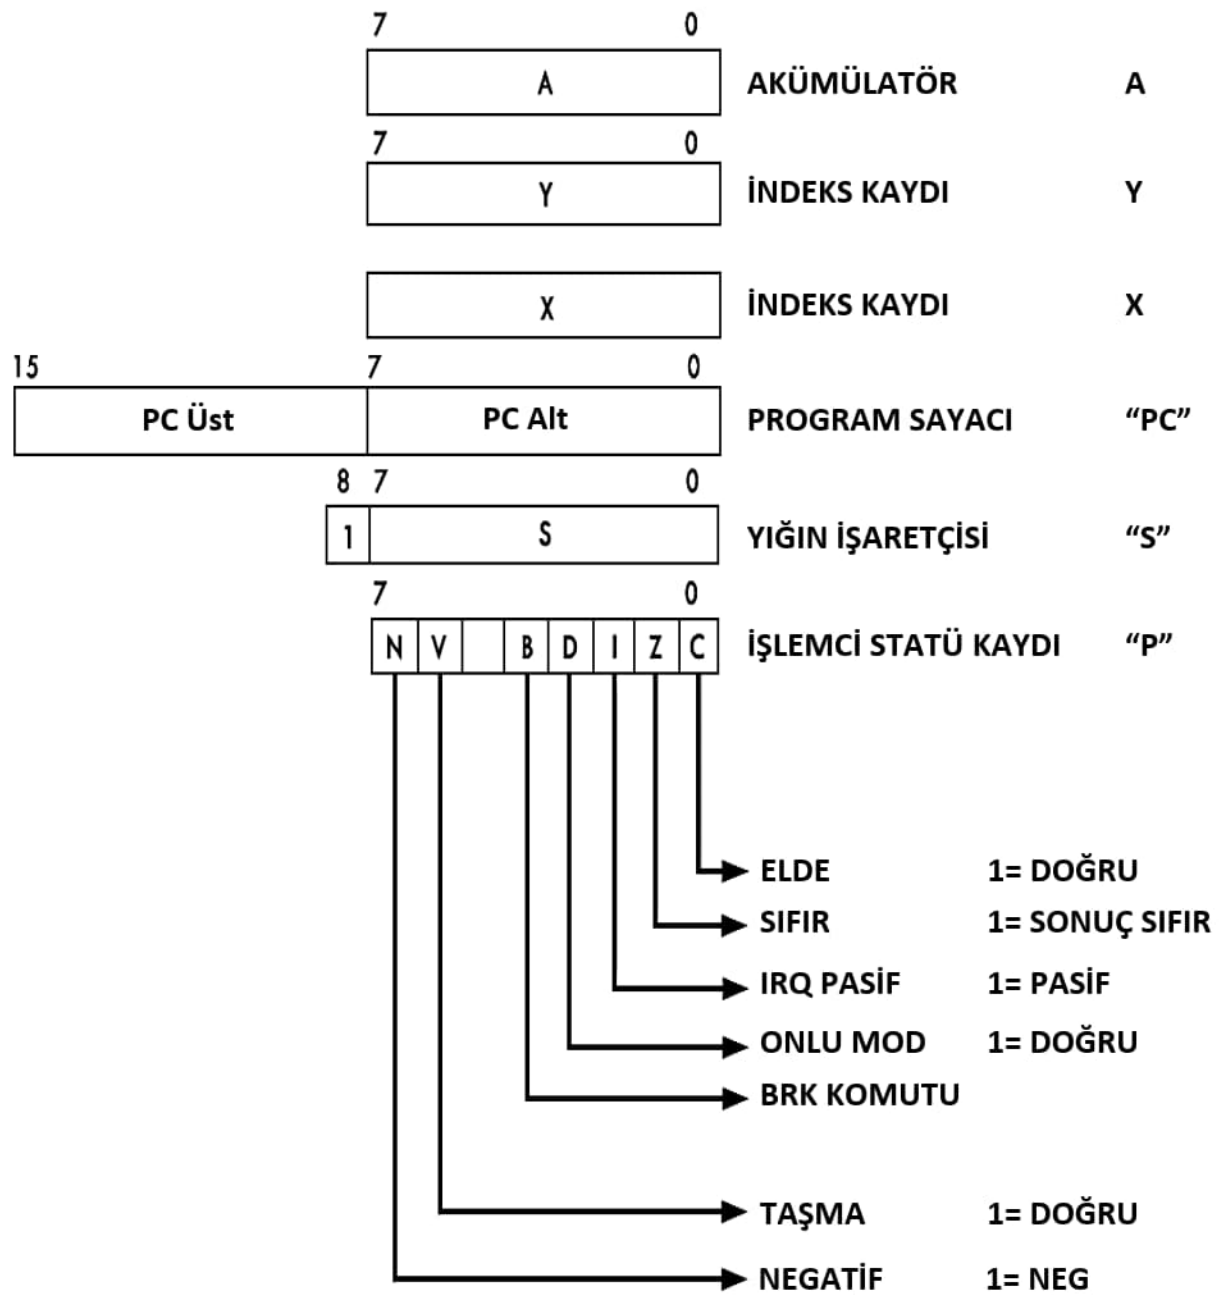 7 0
A AKÜMÜLATÖR A
7 0
Y İNDEKS KAYDI Y
X İNDEKS KAYDI X
15 7 0
PC Üst PC Alt PROGRAM SAYACI “PC”
8 7 0
1 S YIĞIN İŞARETÇİSİ “S”
7 0
N V B D I Z C İŞLEMCİ STATÜ KAYDI “P”
ELDE 1= DOĞRU
SIFIR 1= SONUÇ SIFIR
IRQ PASİF 1= PASİF
ONLU MOD 1= DOĞRU
BRK KOMUTU
TAŞMA 1= DOĞRU
NEGATİF 1= NEG